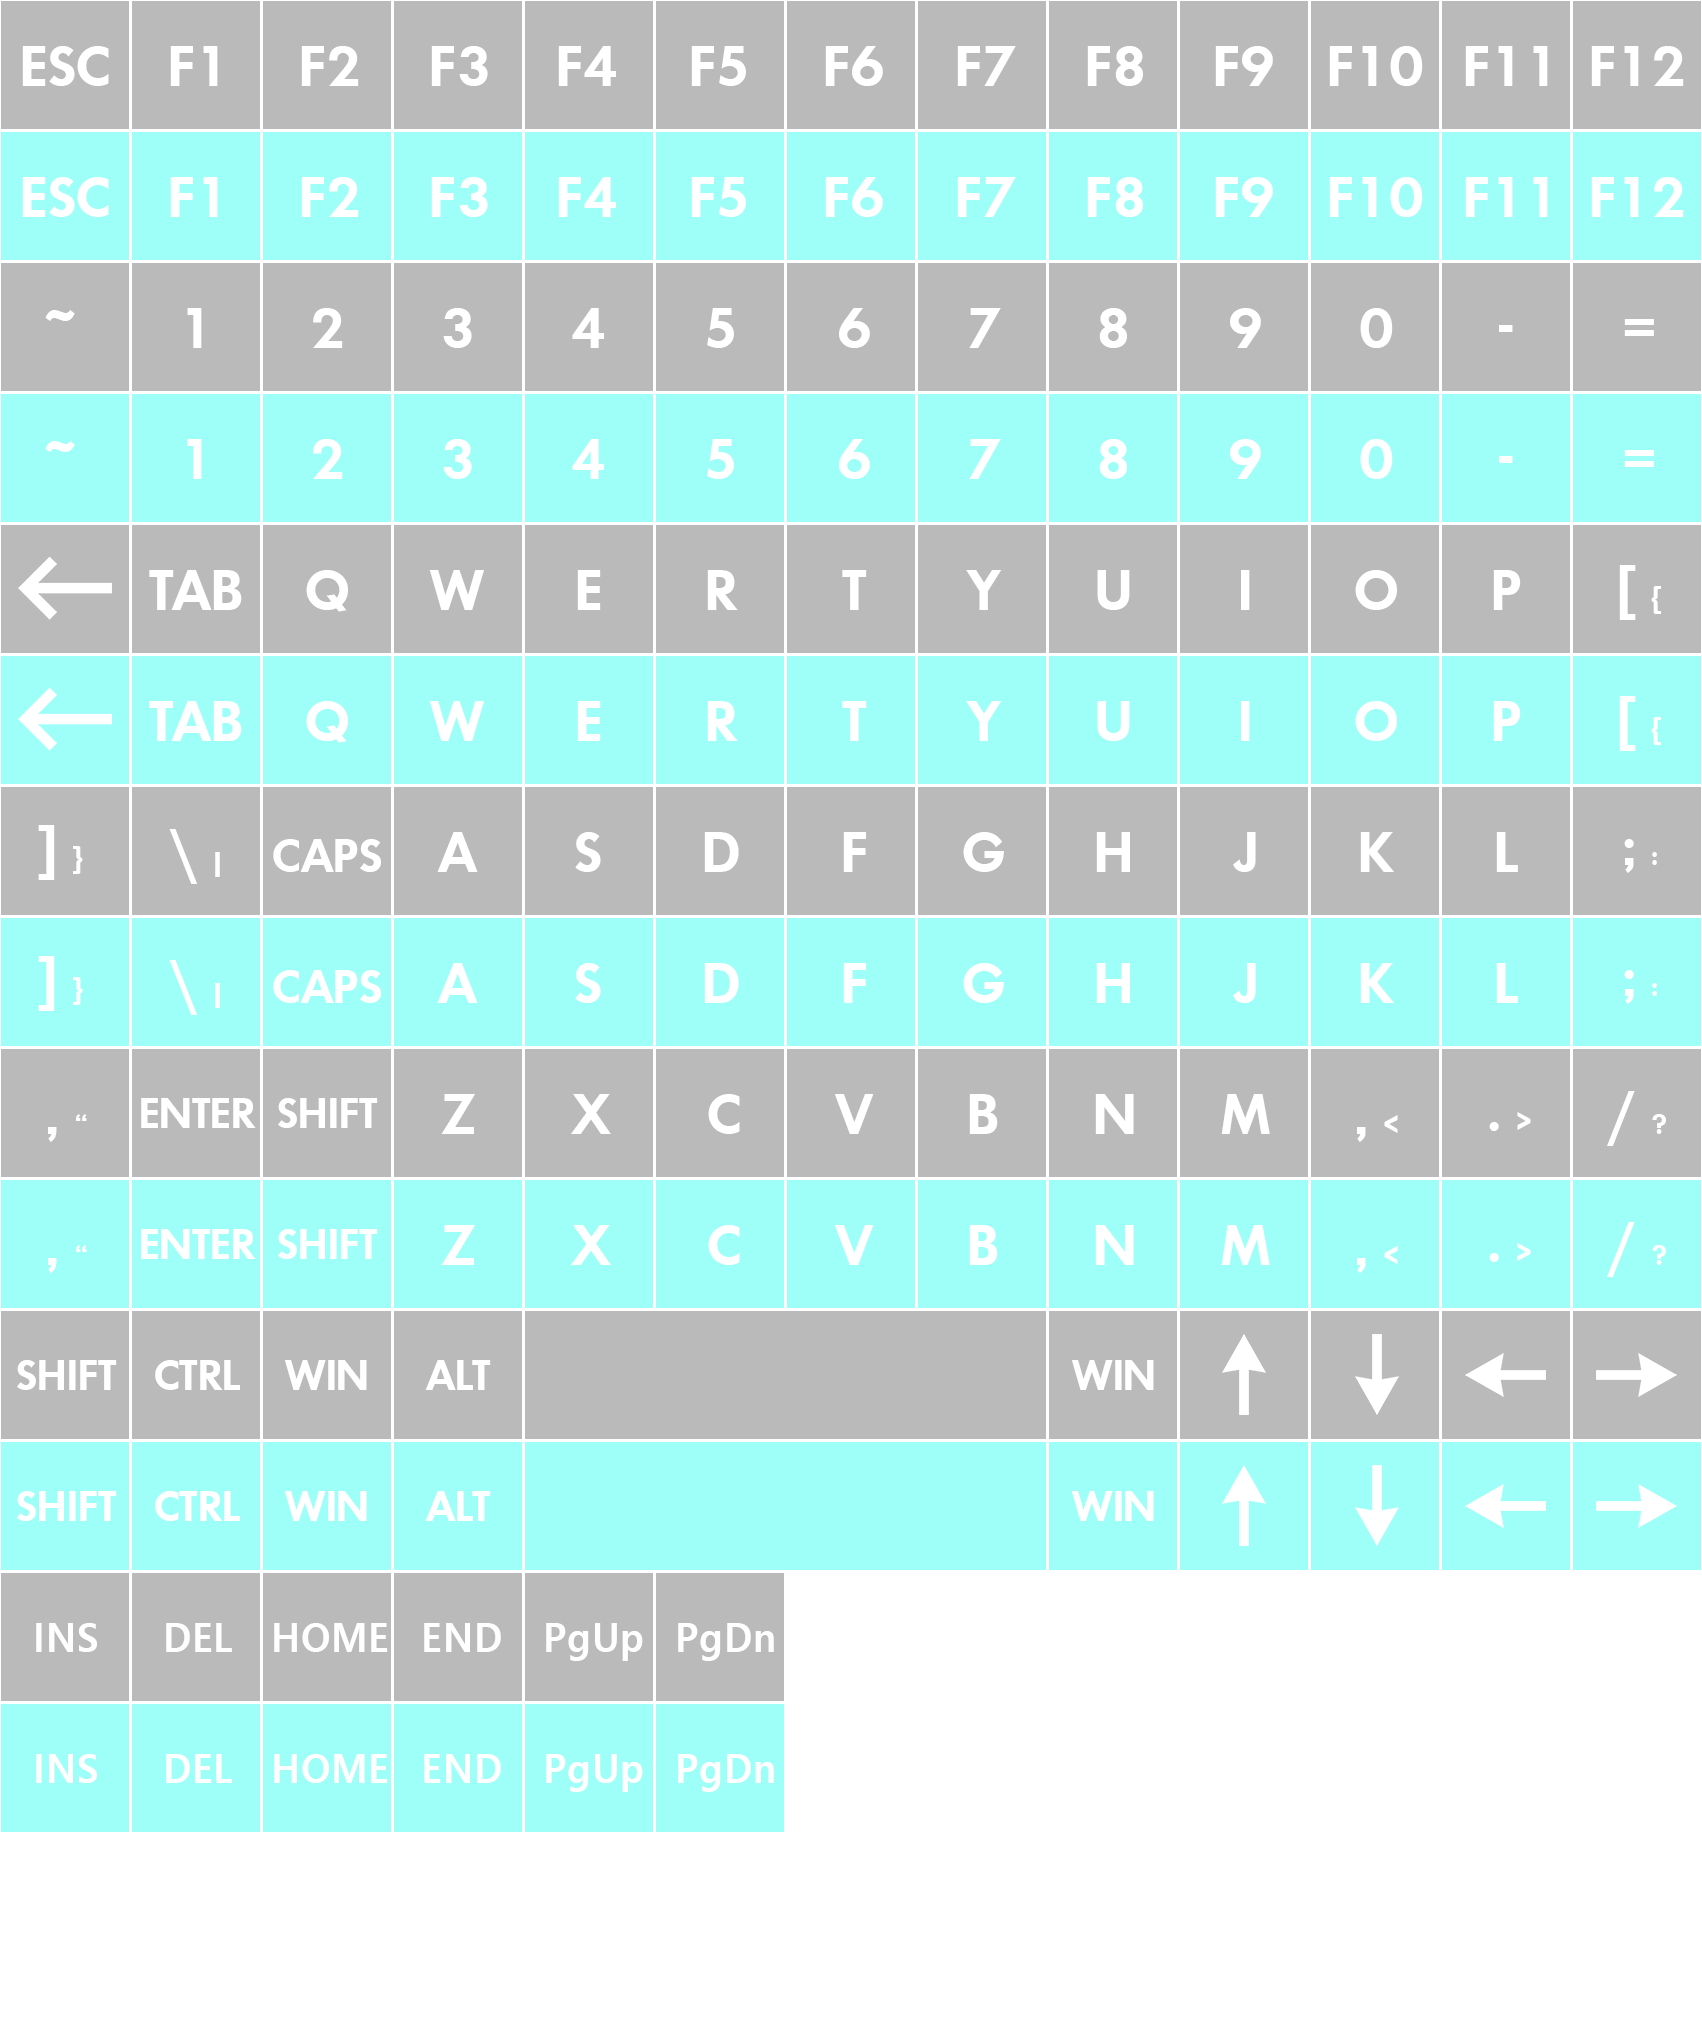 ESC F1 F2 F3 F4 F5 F6 F7 F8 F9 F10 F11 F12
ESC F1 F2 F3 F4 F5 F6 F7 F8 F9 F10 F11 F12
~ 1 2 3 4 5 6 7 8 9 0 - =
~ 1 2 3 4 5 6 7 8 9 0 - =
← TAB Q W E R T Y U I O P [ {
← TAB Q W E R T Y U I O P [ {
] } \ | CAPS A S D F G H J K L ; :
] } \ | CAPS A S D F G H J K L ; :
, “ ENTER SHIFT Z X C V B N M , < . > / ?
, “ ENTER SHIFT Z X C V B N M , < . > / ?
SHIFT CTRL WIN ALT WIN ↑ ↓ ← →
SHIFT CTRL WIN ALT WIN ↑ ↓ ← →
INS DEL HOME END PgUp PgDn
INS DEL HOME END PgUp PgDn